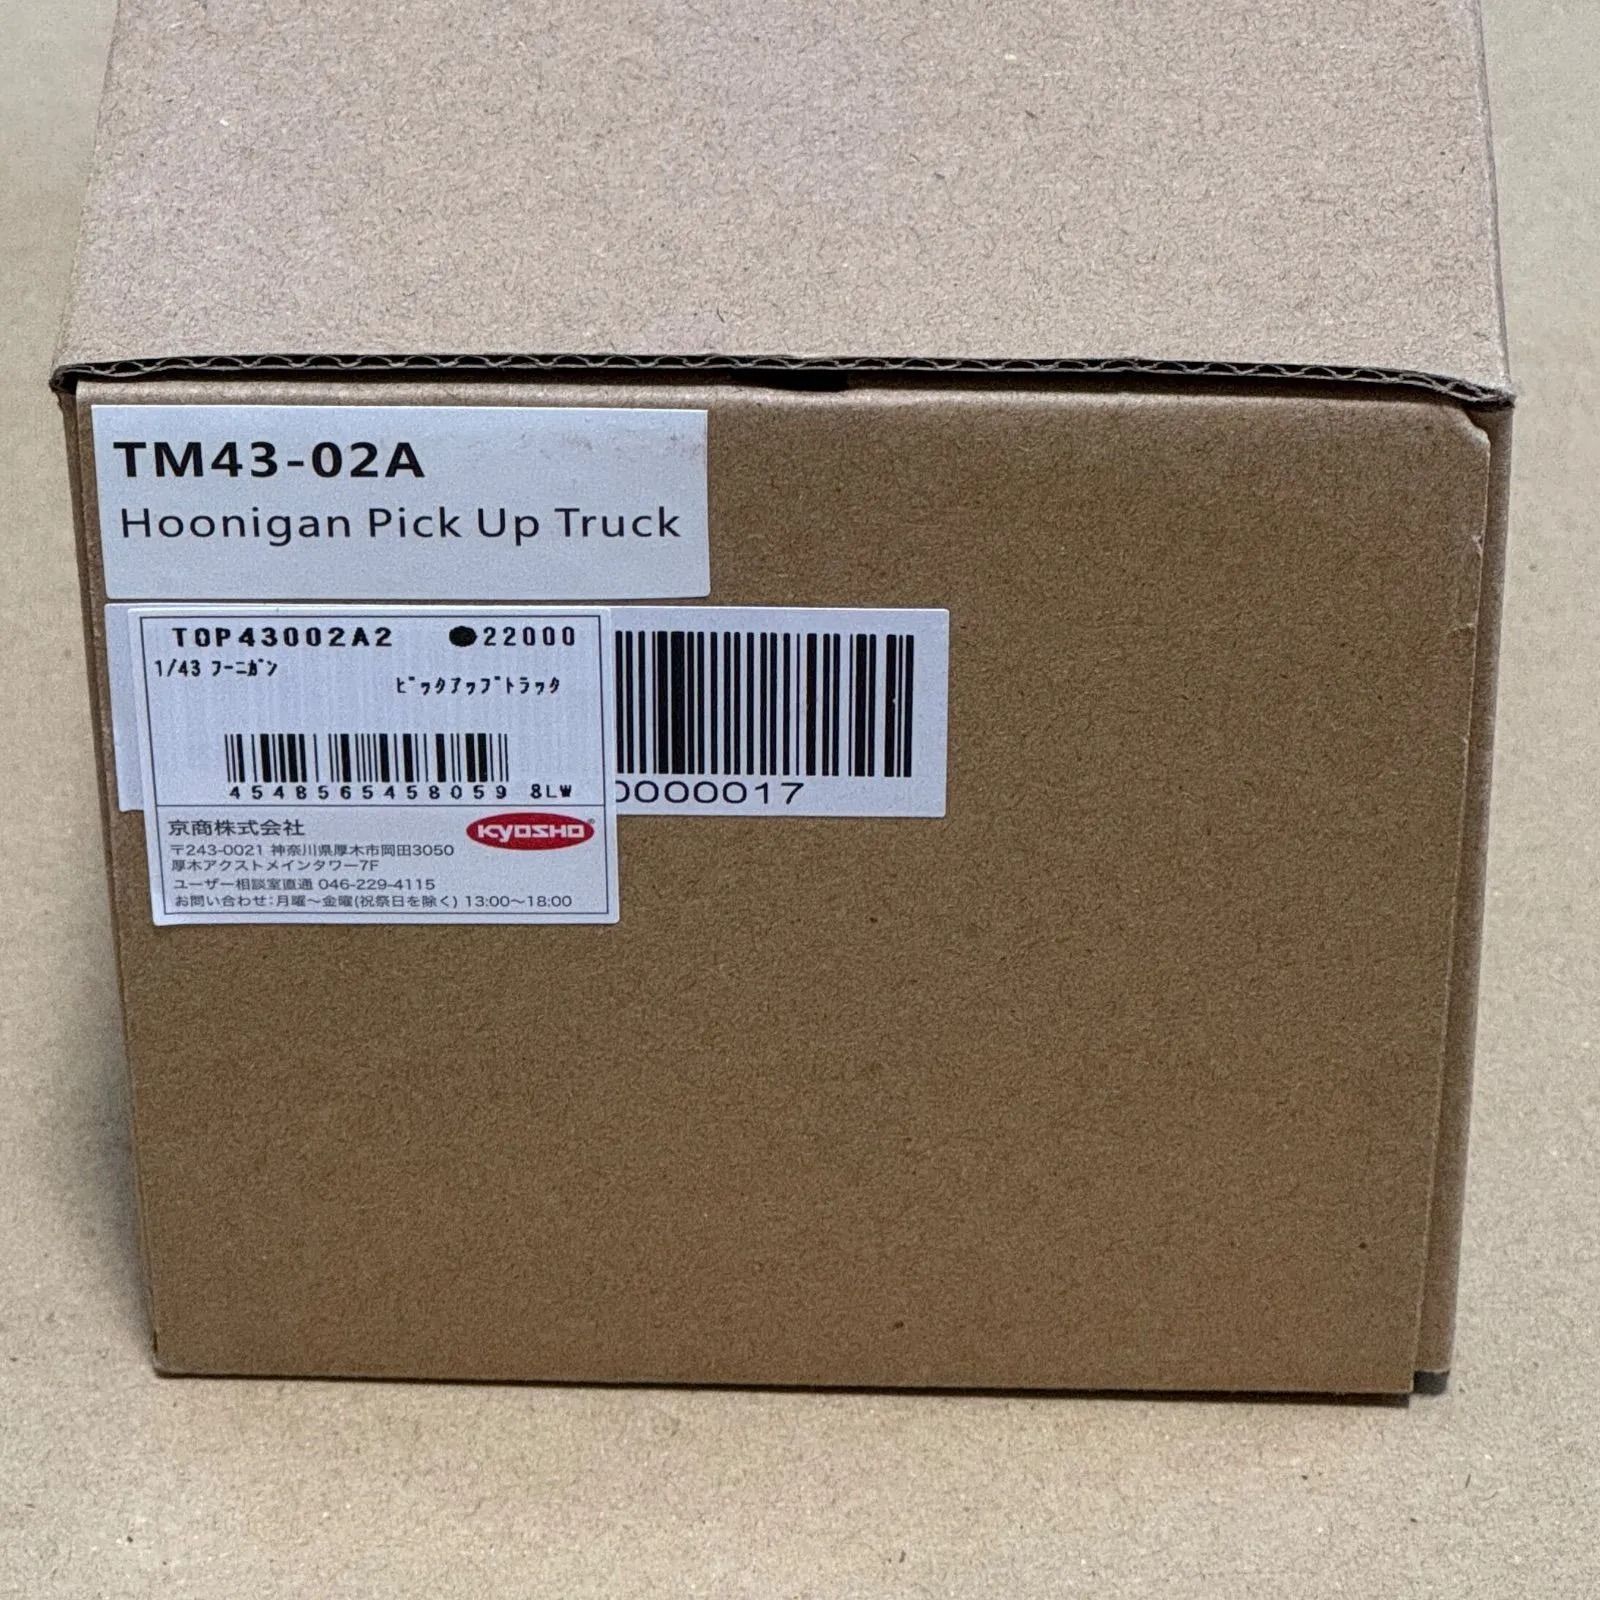 TM43-02A
Hoonigan Pick Up Truck
TOP43002A2 ●22000
1/43 ﾌｰﾆｶﾞﾝ
ﾋﾟｯｸｱｯﾌﾟﾄﾗｯｸ
4548565458059 8LW
0000017
京商株式会社
KYOSHO®
〒243-0021 神奈川県厚木市岡田3050
厚木アクストメインタワー7F
ユーザー相談室直通 046-229-4115
お問い合わせ:月曜〜金曜(祝祭日を除く) 13:00〜18:00